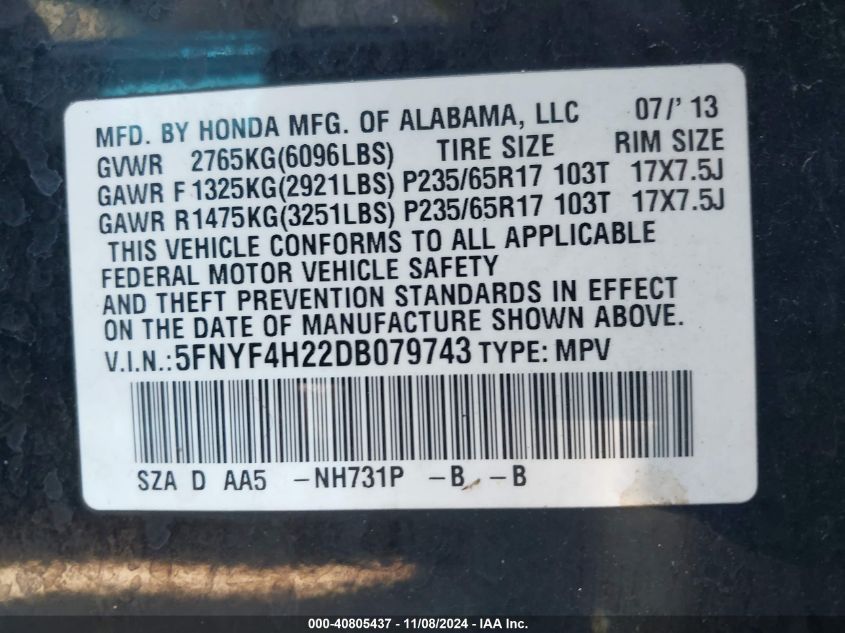 MFD. BY HONDA MFG. OF ALABAMA, LLC 07/' 13
GVWR 2765KG(6096LBS) TIRE SIZE RIM SIZE
GAWR F 1325KG(2921LBS) P235/65R17 103T 17X7.5J
GAWR R1475KG(3251LBS) P235/65R17 103T 17X7.5J
THIS VEHICLE CONFORMS TO ALL APPLICABLE
FEDERAL MOTOR VEHICLE SAFETY
AND THEFT PREVENTION STANDARDS IN EFFECT
ON THE DATE OF MANUFACTURE SHOWN ABOVE.
V.I.N.:5FNYF4H22DB079743 TYPE: MPV
SZA D AA5 -NH731P -B -B
000-40805437 - 11/08/2024 - IAA Inc.